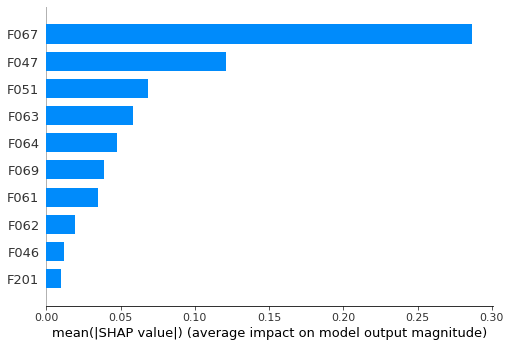 F067
F047
F051
F063
F064
F069
F061
F062
F046
F201
0.00 0.05 0.10 0.15 0.20 0.25 0.30
mean(|SHAP value|) (average impact on model output magnitude)